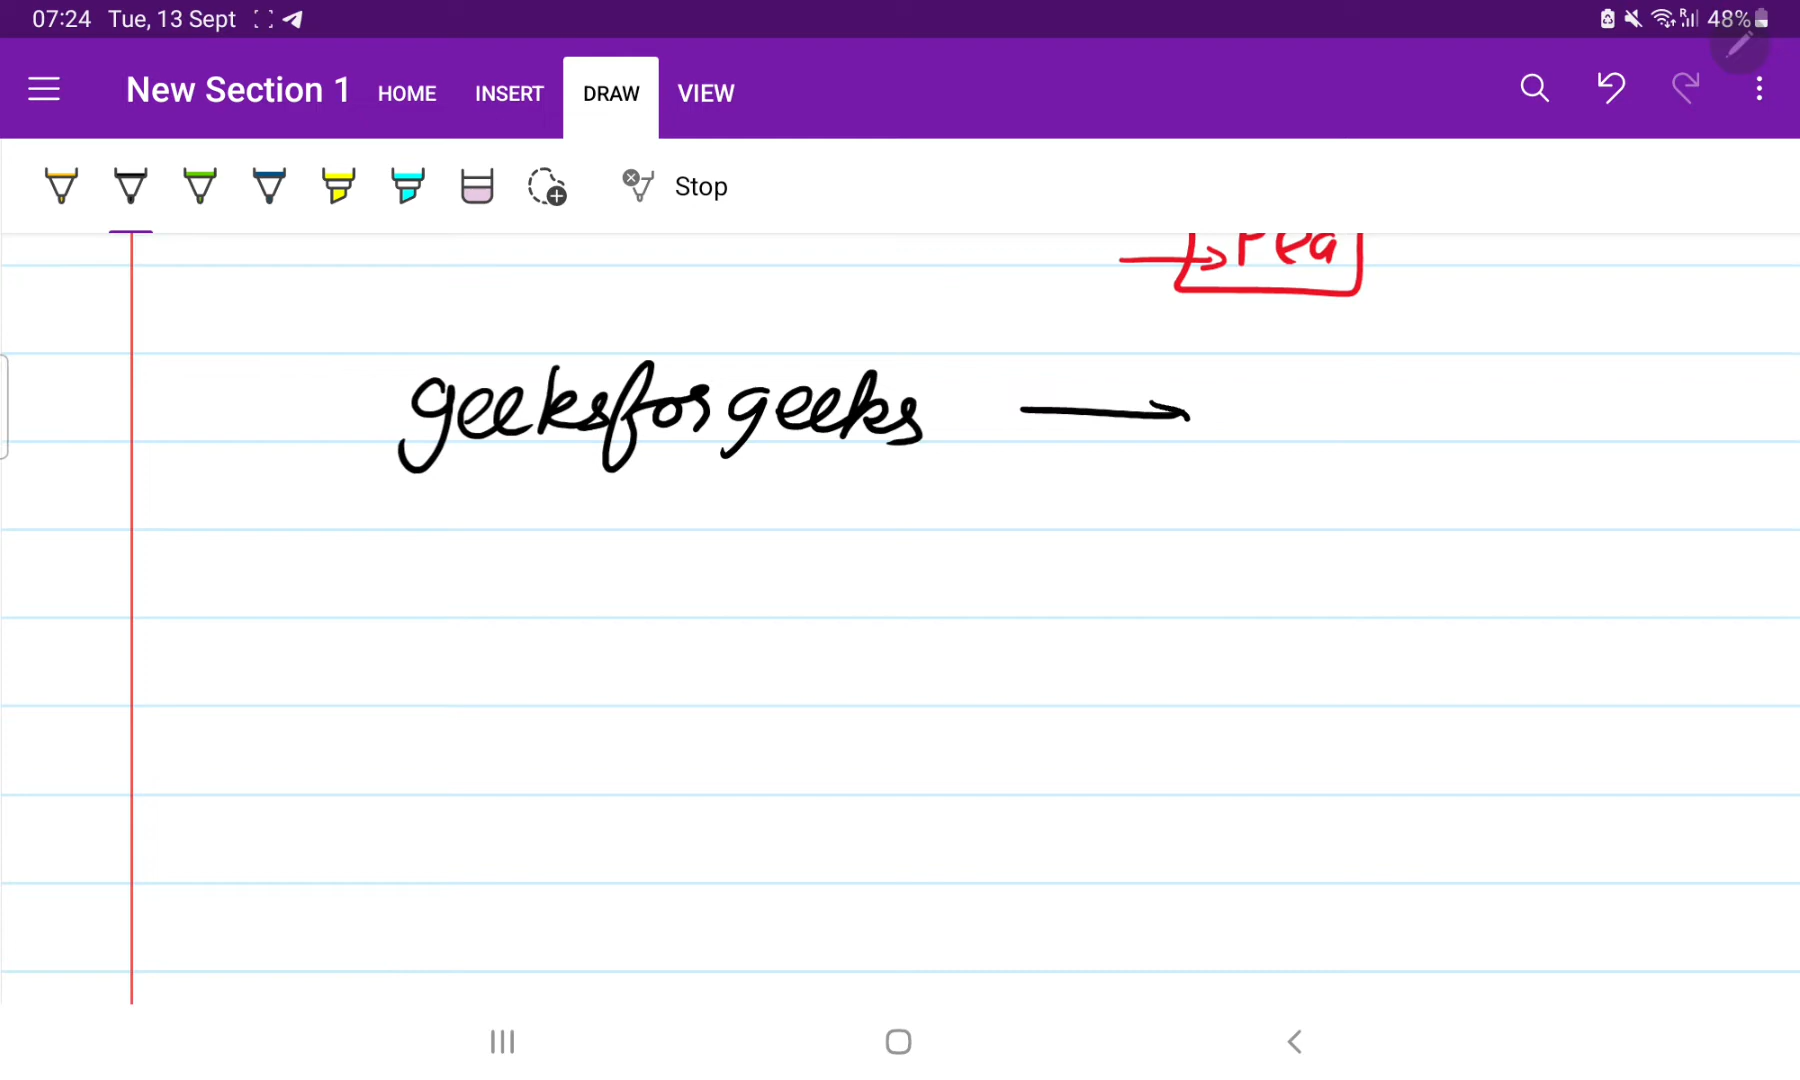 07:24 Tue, 13 Sept 48%
New Section 1 HOME INSERT DRAW VIEW
Stop
geeksforgeeks →